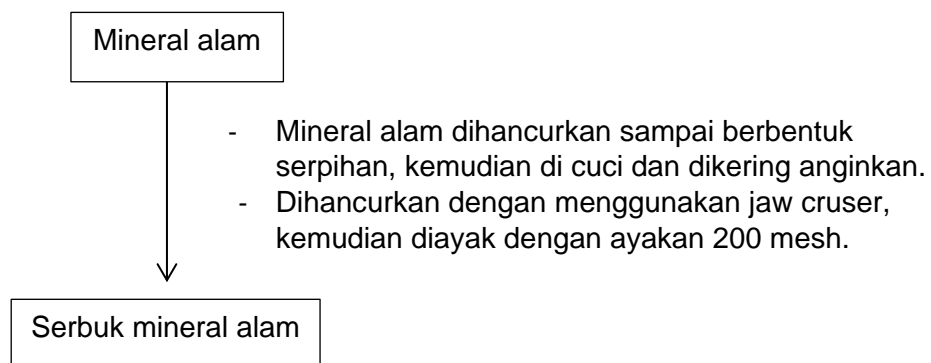 Mineral alam
- Mineral alam dihancurkan sampai berbentuk
serpihan, kemudian di cuci dan dikering anginkan.
- Dihancurkan dengan menggunakan jaw cruser,
kemudian diayak dengan ayakan 200 mesh.
Serbuk mineral alam